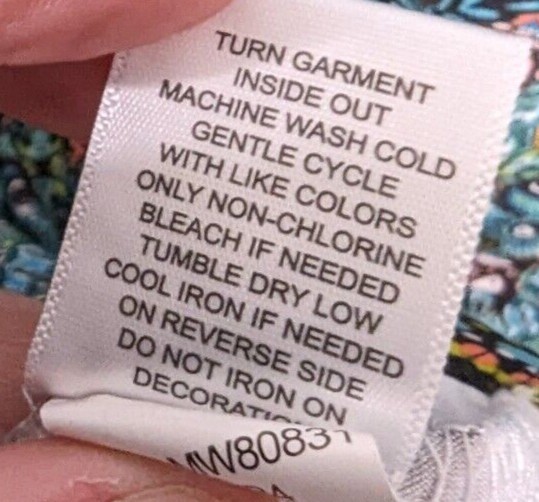 TURN GARMENT
INSIDE OUT
MACHINE WASH COLD
GENTLE CYCLE
WITH LIKE COLORS
ONLY NON-CHLORINE
BLEACH IF NEEDED
TUMBLE DRY LOW
COOL IRON IF NEEDED
ON REVERSE SIDE
DO NOT IRON ON